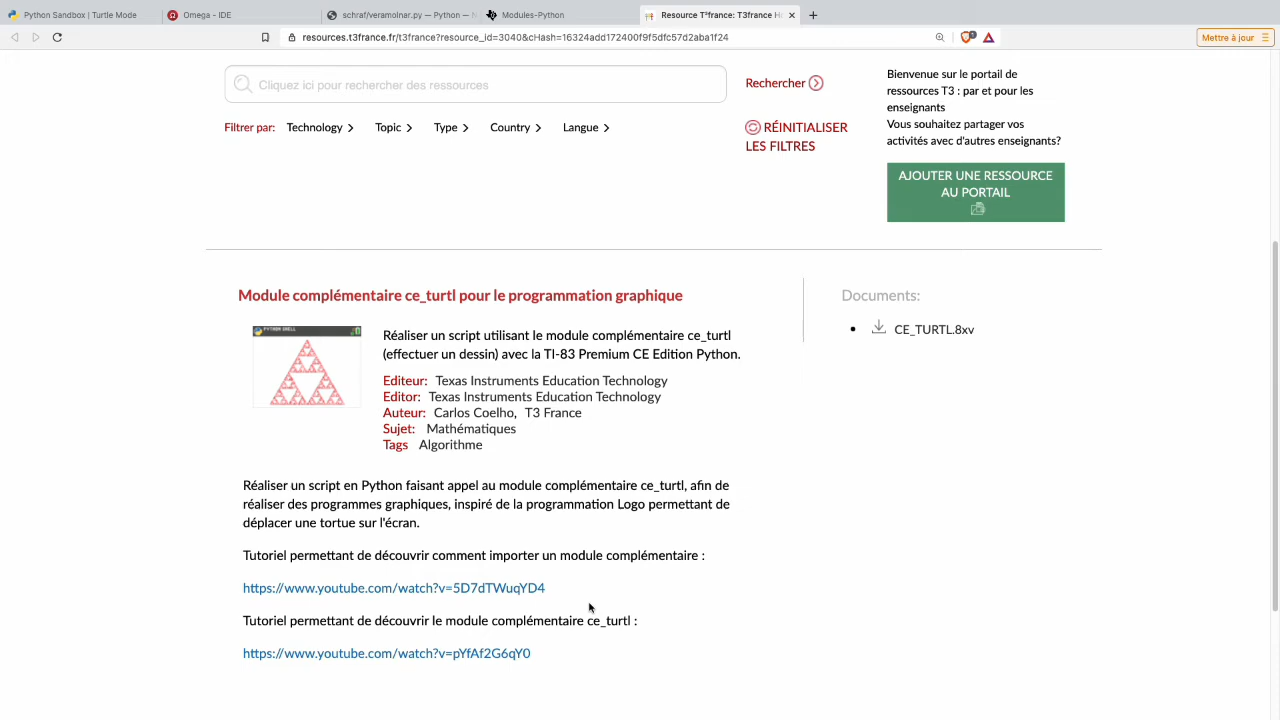 Python Sandbox | Turtle Mode
Omega - IDE
schraf/veramolnar.py — Python — N
Modules-Python
Resource T³france: T3france H
resources.t3france.fr/t3france?resource_id=3040&cHash=16324add172400f9f5dfc57d2aba1f24
Mettre à jour
Cliquez ici pour rechercher des ressources
Rechercher
Filtrer par:
Technology
Topic
Type
Country
Langue
RÉINITIALISER
LES FILTRES
Bienvenue sur le portail de
ressources T3 : par et pour les
enseignants
Vous souhaitez partager vos
activités avec d'autres enseignants?
AJOUTER UNE RESSOURCE
AU PORTAIL
Module complémentaire ce_turtl pour le programmation graphique
PYTHON SHELL
Réaliser un script utilisant le module complémentaire ce_turtl
(effectuer un dessin) avec la TI-83 Premium CE Edition Python.
Editeur: Texas Instruments Education Technology
Editor: Texas Instruments Education Technology
Auteur: Carlos Coelho, T3 France
Sujet: Mathématiques
Tags Algorithme
Documents:
CE_TURTL.8xv
Réaliser un script en Python faisant appel au module complémentaire ce_turtl, afin de
réaliser des programmes graphiques, inspiré de la programmation Logo permettant de
déplacer une tortue sur l'écran.
Tutoriel permettant de découvrir comment importer un module complémentaire :
https://www.youtube.com/watch?v=5D7dTWuqYD4
Tutoriel permettant de découvrir le module complémentaire ce_turtl :
https://www.youtube.com/watch?v=pYfAf2G6qY0